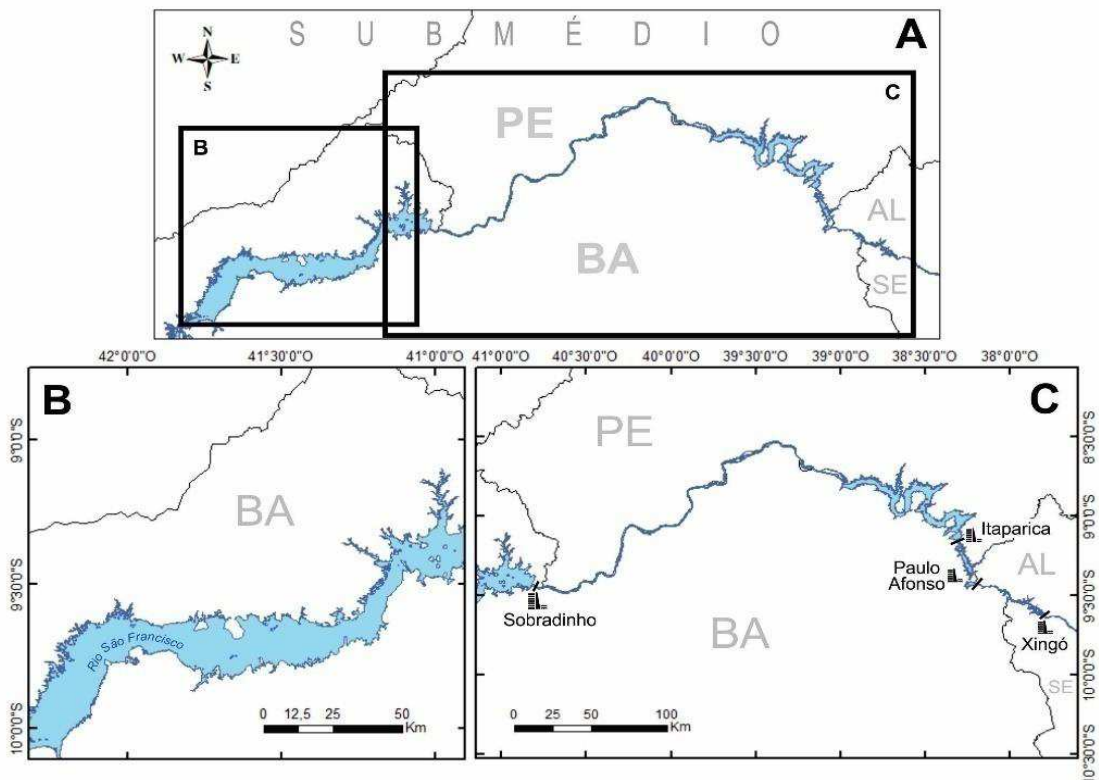 S U B M É D I O
A
N
W E
S
B
C
PE
BA
AL
SE
42°0'0"O
41°30'0"O
41°0'0"O
41°0'0"O
40°30'0"O
40°0'0"O
39°30'0"O
39°0'0"O
38°30'0"O
38°0'0"O
B
9°0'0"S
9°30'0"S
10°0'0"S
BA
Rio São Francisco
0 12,5 25 50
Km
C
PE
BA
AL
SE
Itaparica
Paulo
Afonso
Sobradinho
Xingó
0 25 50 100
Km
8°30'0"S
9°0'0"S
9°30'0"S
10°0'0"S
10°30'0"S